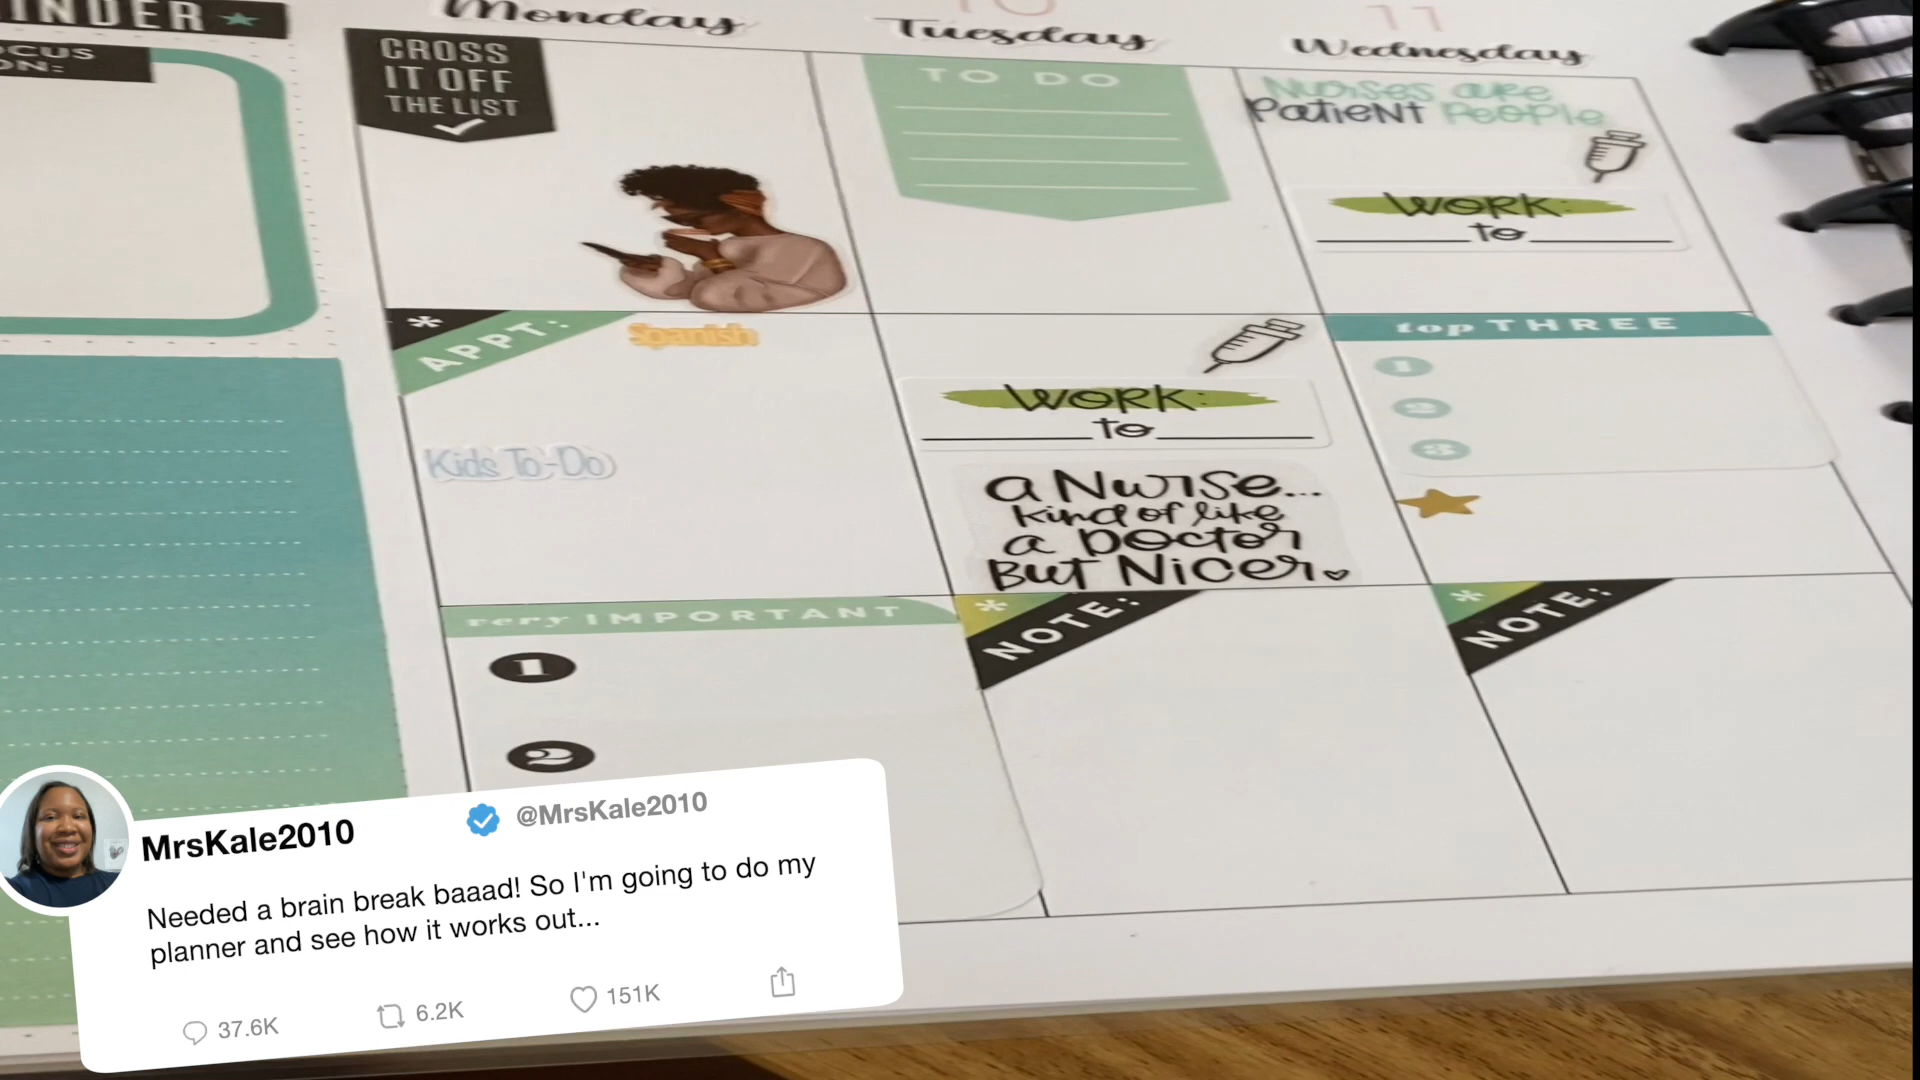 INDER
OCUS
ON:
Monday
10
Tuesday
11
Wednesday
CROSS
IT OFF
THE LIST
TO DO
Nurses are
Patient People
WORK:
to
* APPT:
Spanish
Kids To-Do
WORK:
to
a Nurse...
kind of like
a Doctor
But Nicer.
top THREE
1
2
3
very IMPORTANT
1
2
* NOTE:
* NOTE:
MrsKale2010 @MrsKale2010
Needed a brain break baaad! So I'm going to do my
planner and see how it works out...
37.6K 6.2K 151K